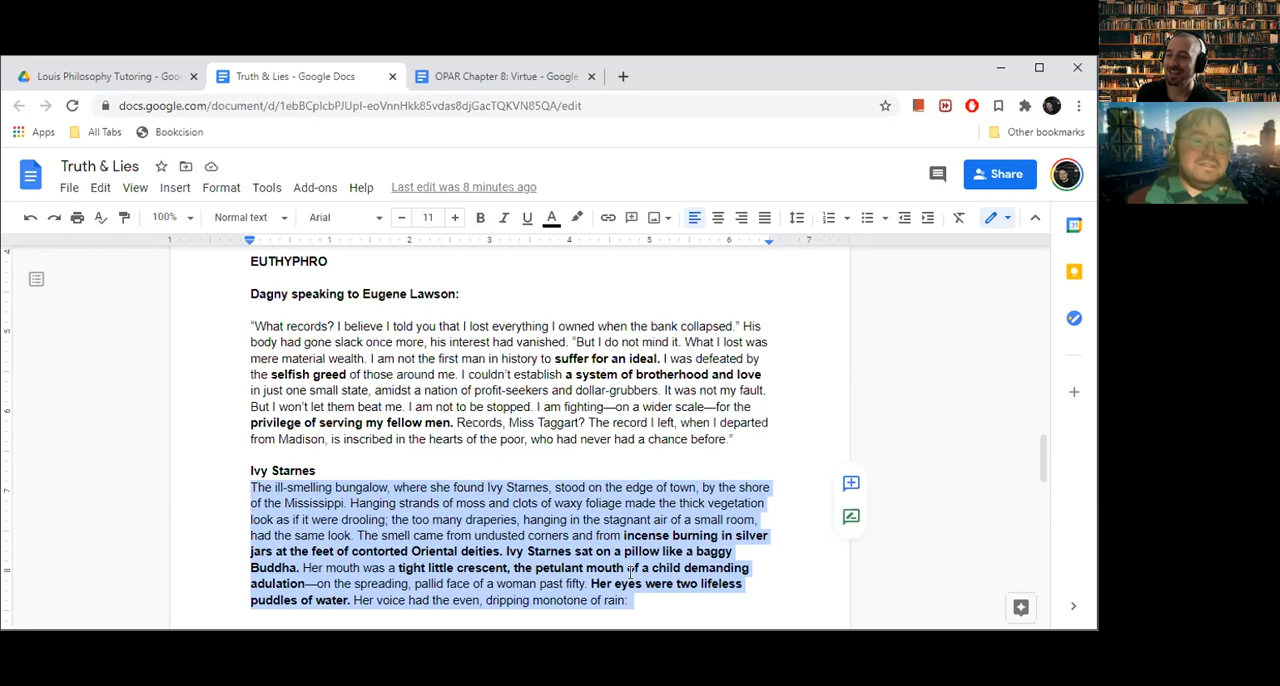 Louis Philosophy Tutoring - Goo
Truth & Lies - Google Docs
OPAR Chapter 8: Virtue - Google
docs.google.com/document/d/1ebBCpIcbPJUpI-eoVnnHkk85vdas8djGacTQKVN85QA/edit
Apps
All Tabs
Bookcision
Other bookmarks
Truth & Lies
File Edit View Insert Format Tools Add-ons Help Last edit was 8 minutes ago
Share
100% Normal text Arial 11 B I U A
1 1 2 3 4 5 6 7
EUTHYPHRO
Dagny speaking to Eugene Lawson:
“What records? I believe I told you that I lost everything I owned when the bank collapsed.” His
body had gone slack once more, his interest had vanished. “But I do not mind it. What I lost was
mere material wealth. I am not the first man in history to suffer for an ideal. I was defeated by
the selfish greed of those around me. I couldn’t establish a system of brotherhood and love
in just one small state, amidst a nation of profit-seekers and dollar-grubbers. It was not my fault.
But I won’t let them beat me. I am not to be stopped. I am fighting—on a wider scale—for the
privilege of serving my fellow men. Records, Miss Taggart? The record I left, when I departed
from Madison, is inscribed in the hearts of the poor, who had never had a chance before.”
Ivy Starnes
The ill-smelling bungalow, where she found Ivy Starnes, stood on the edge of town, by the shore
of the Mississippi. Hanging strands of moss and clots of waxy foliage made the thick vegetation
look as if it were drooling; the too many draperies, hanging in the stagnant air of a small room,
had the same look. The smell came from undusted corners and from incense burning in silver
jars at the feet of contorted Oriental deities. Ivy Starnes sat on a pillow like a baggy
Buddha. Her mouth was a tight little crescent, the petulant mouth of a child demanding
adulation—on the spreading, pallid face of a woman past fifty. Her eyes were two lifeless
puddles of water. Her voice had the even, dripping monotone of rain: